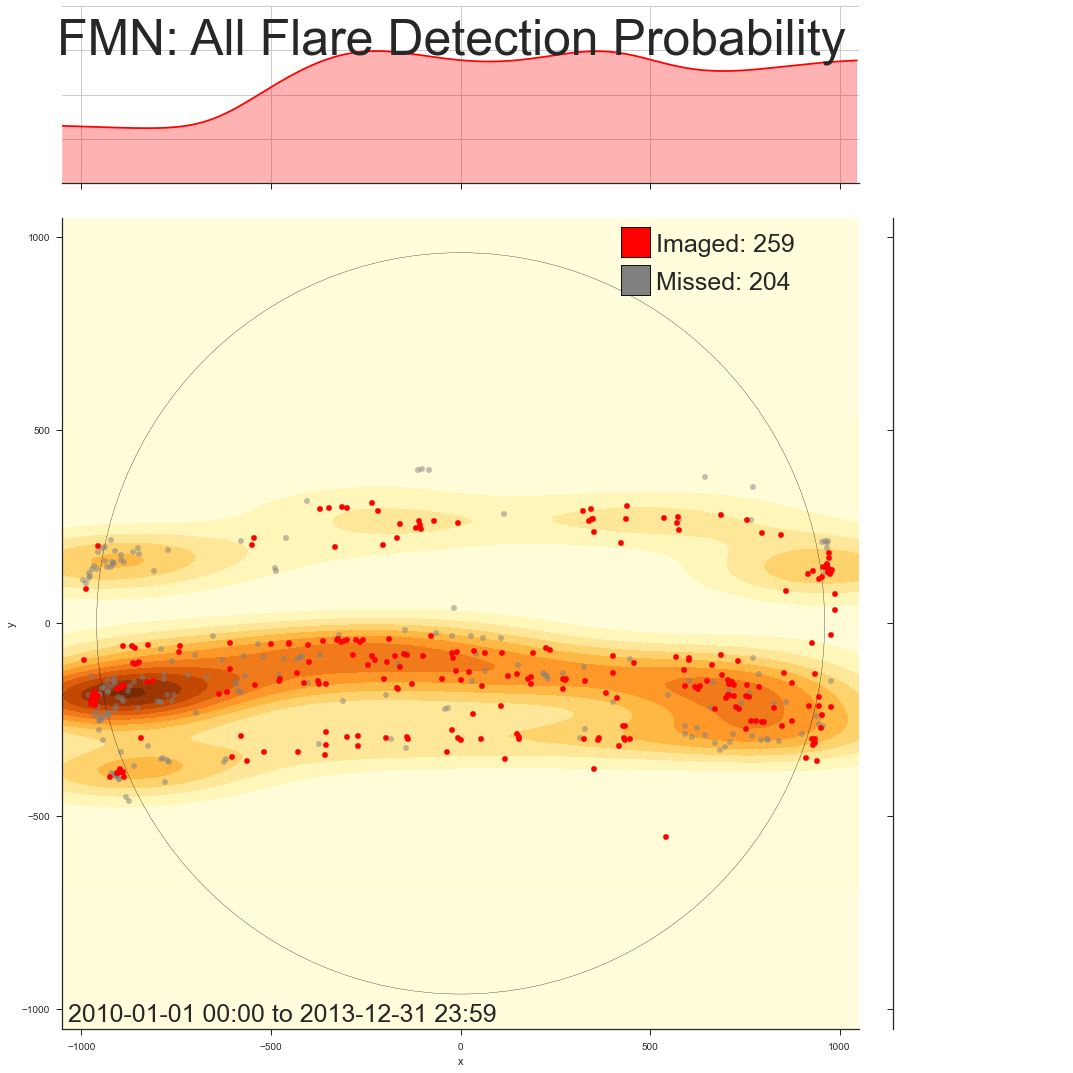 FMN: All Flare Detection Probability
Imaged: 259
Missed: 204
1000
500
0
−500
−1000
y
2010-01-01 00:00 to 2013-12-31 23:59
−1000
−500
0
500
1000
x